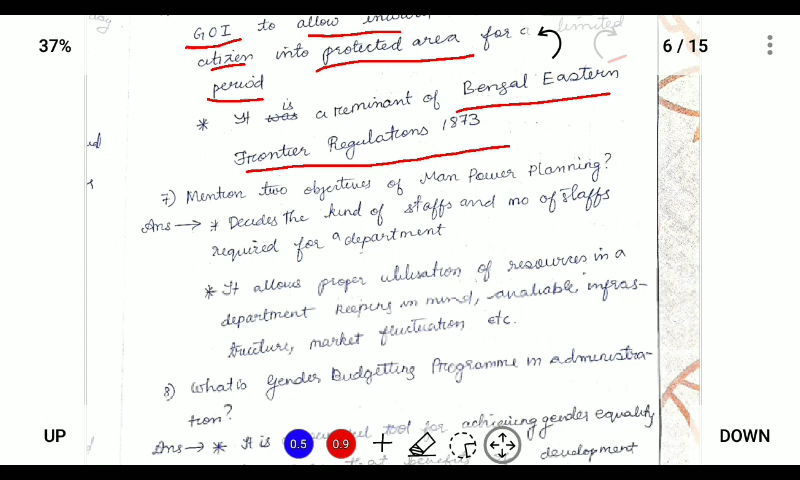 GOI to allow
37%
limited
6 / 15
citizen into protected area for a
period
* It is was a reminant of Bengal Eastern
Frontier Regulations 1873
7) Mention two objectives of Man Power Planning?
Ans → * Decides the kind of staffs and no of staffs
required for a department
* It allows proper utilisation of resources in a
department keeping in mind, avaliable infras-
tructure, market fluctuation etc.
8) What is Gender Budgetting Programme in administra-
tion?
UP
DOWN
Ans → * It is tool for achieving gender equality
0.5
0.9
that benefits development